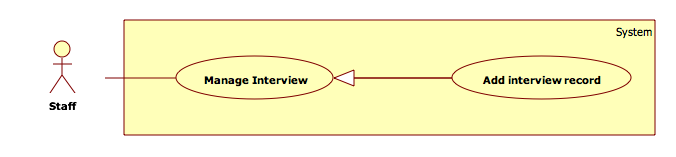 System
Manage Interview
Add interview record
Staff